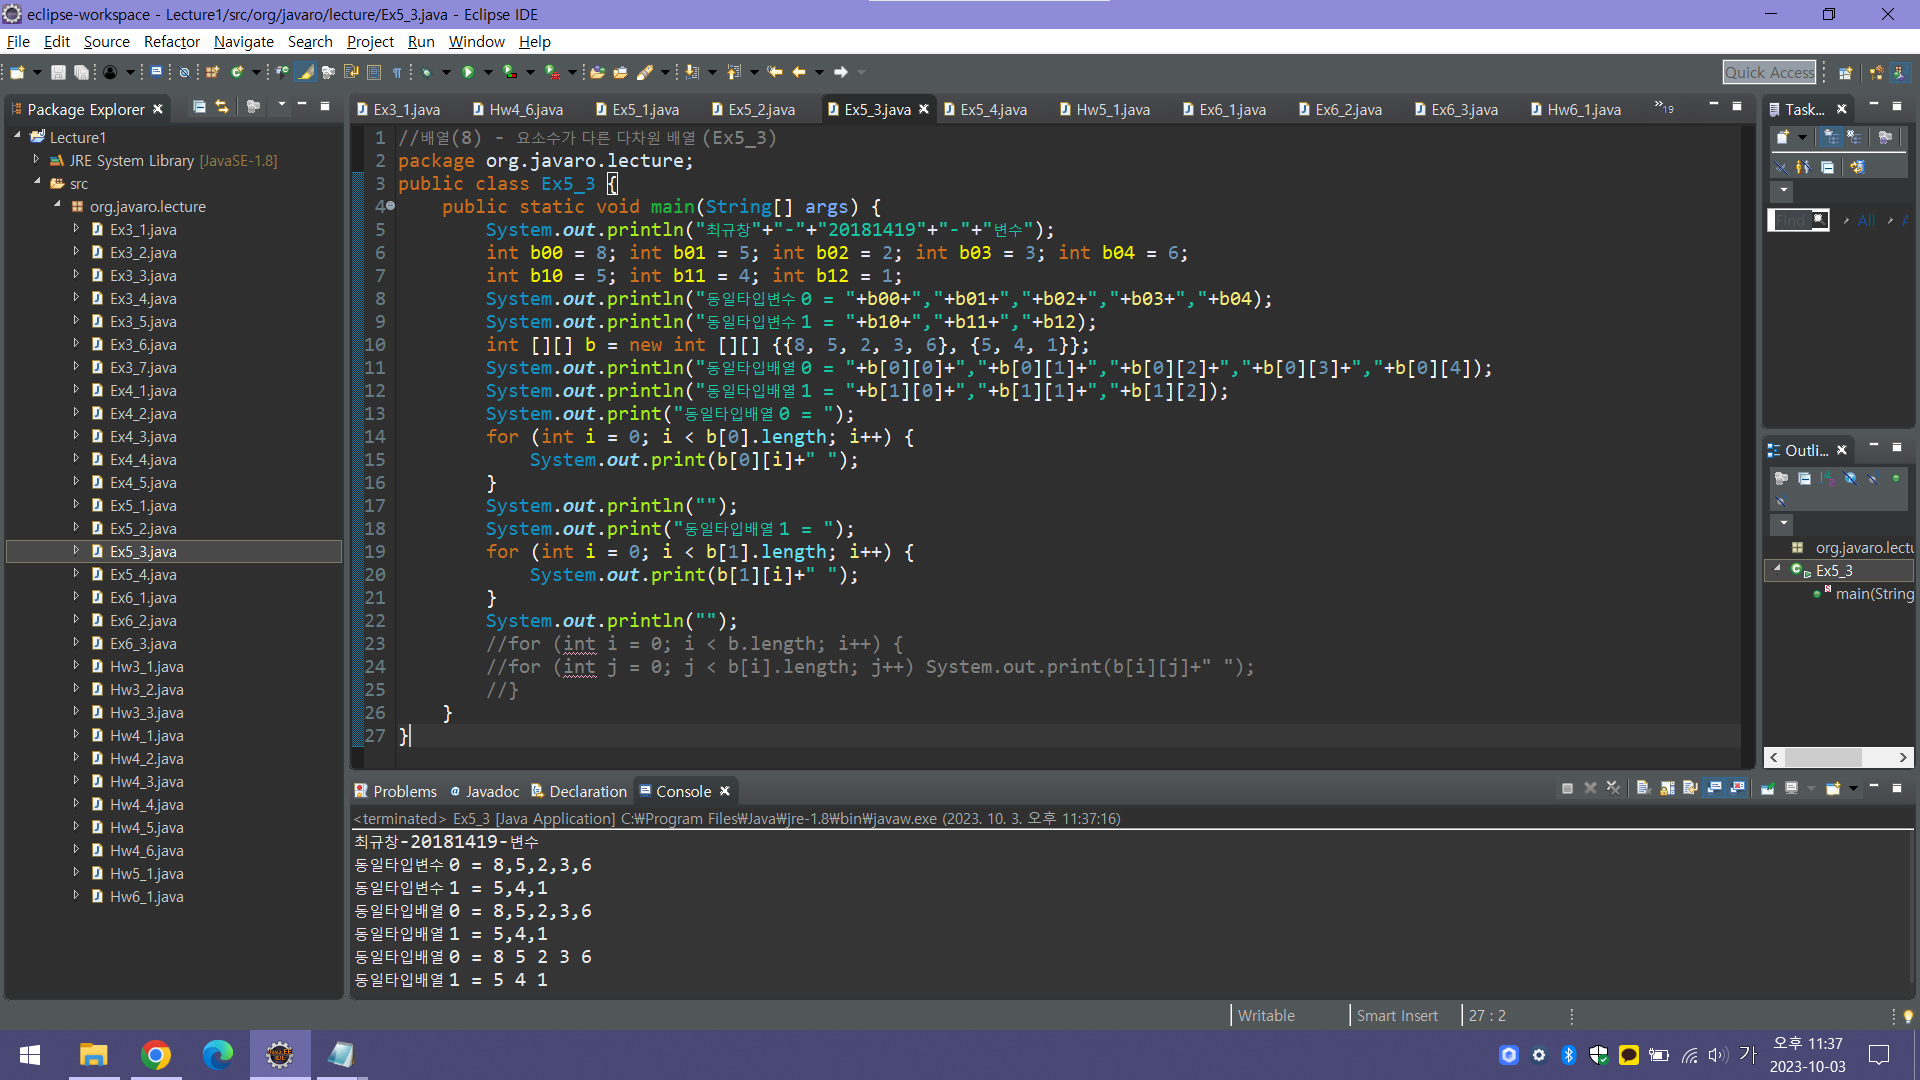 eclipse-workspace - Lecture1/src/org/javaro/lecture/Ex5_3.java - Eclipse IDE
File Edit Source Refactor Navigate Search Project Run Window Help
Quick Access
Package Explorer
Lecture1
JRE System Library [JavaSE-1.8]
src
org.javaro.lecture
Ex3_1.java
Ex3_2.java
Ex3_3.java
Ex3_4.java
Ex3_5.java
Ex3_6.java
Ex3_7.java
Ex4_1.java
Ex4_2.java
Ex4_3.java
Ex4_4.java
Ex4_5.java
Ex5_1.java
Ex5_2.java
Ex5_3.java
Ex5_4.java
Ex6_1.java
Ex6_2.java
Ex6_3.java
Hw3_1.java
Hw3_2.java
Hw3_3.java
Hw4_1.java
Hw4_2.java
Hw4_3.java
Hw4_4.java
Hw4_5.java
Hw4_6.java
Hw5_1.java
Hw6_1.java
Ex3_1.java Hw4_6.java Ex5_1.java Ex5_2.java Ex5_3.java Ex5_4.java Hw5_1.java Ex6_1.java Ex6_2.java Ex6_3.java Hw6_1.java »19
1 //배열(8) - 요소수가 다른 다차원 배열 (Ex5_3)
2 package org.javaro.lecture;
3 public class Ex5_3 {
4 public static void main(String[] args) {
5 System.out.println("최규창"+"-"+"20181419"+"-"+"변수");
6 int b00 = 8; int b01 = 5; int b02 = 2; int b03 = 3; int b04 = 6;
7 int b10 = 5; int b11 = 4; int b12 = 1;
8 System.out.println("동일타입변수 0 = "+b00+","+b01+","+b02+","+b03+","+b04);
9 System.out.println("동일타입변수 1 = "+b10+","+b11+","+b12);
10 int [][] b = new int [][] {{8, 5, 2, 3, 6}, {5, 4, 1}};
11 System.out.println("동일타입배열 0 = "+b[0][0]+","+b[0][1]+","+b[0][2]+","+b[0][3]+","+b[0][4]);
12 System.out.println("동일타입배열 1 = "+b[1][0]+","+b[1][1]+","+b[1][2]);
13 System.out.print("동일타입배열 0 = ");
14 for (int i = 0; i < b[0].length; i++) {
15 System.out.print(b[0][i]+" ");
16 }
17 System.out.println("");
18 System.out.print("동일타입배열 1 = ");
19 for (int i = 0; i < b[1].length; i++) {
20 System.out.print(b[1][i]+" ");
21 }
22 System.out.println("");
23 //for (int i = 0; i < b.length; i++) {
24 //for (int j = 0; j < b[i].length; j++) System.out.print(b[i][j]+" ");
25 //}
26 }
27 }
Task...
Find All A
Outli...
org.javaro.lectu
Ex5_3
main(String
Problems Javadoc Declaration Console
<terminated> Ex5_3 [Java Application] C:₩Program Files₩Java₩jre-1.8₩bin₩javaw.exe (2023. 10. 3. 오후 11:37:16)
최규창-20181419-변수
동일타입변수 0 = 8,5,2,3,6
동일타입변수 1 = 5,4,1
동일타입배열 0 = 8,5,2,3,6
동일타입배열 1 = 5,4,1
동일타입배열 0 = 8 5 2 3 6
동일타입배열 1 = 5 4 1
Writable Smart Insert 27 : 2
가 오후 11:37
2023-10-03